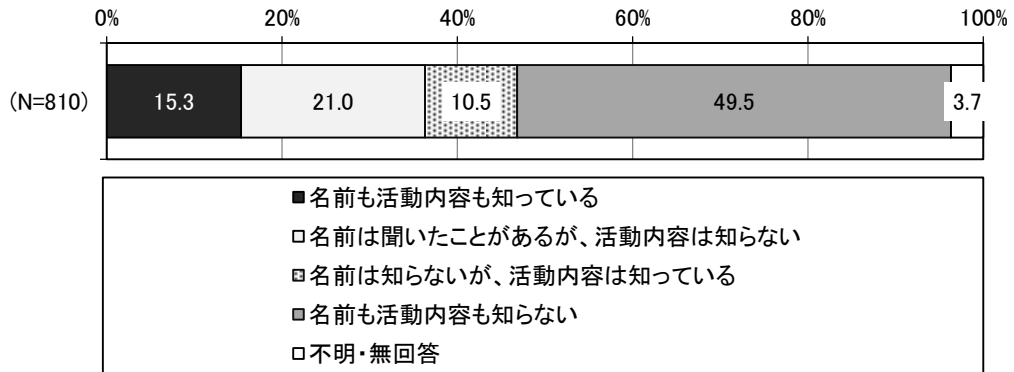 0% 20% 40% 60% 80% 100%
(N=810) 15.3 21.0 10.5 49.5 3.7
■名前も活動内容も知っている
□名前は聞いたことがあるが、活動内容は知らない
名前は知らないが、活動内容は知っている
■名前も活動内容も知らない
□不明・無回答